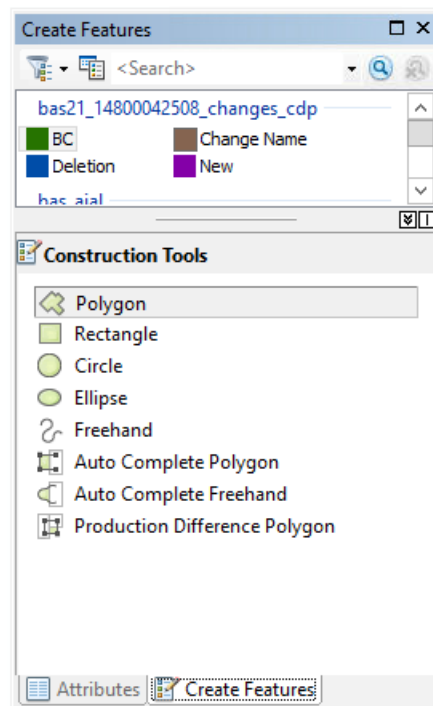 Create Features
<Search>
bas21_14800042508_changes_cdp
BC Change Name
Deletion New
bas_aial
Construction Tools
Polygon
Rectangle
Circle
Ellipse
Freehand
Auto Complete Polygon
Auto Complete Freehand
Production Difference Polygon
Attributes Create Features